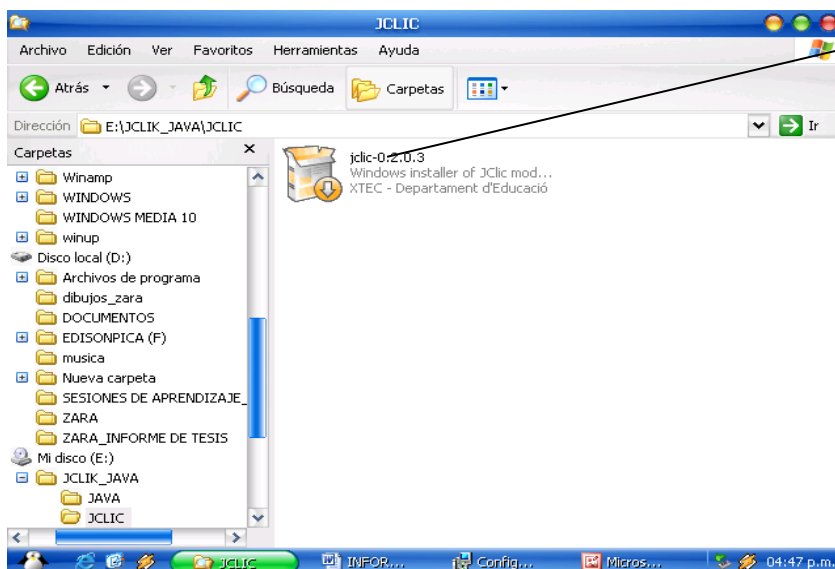 JCLIC
Archivo Edición Ver Favoritos Herramientas Ayuda
Atrás Búsqueda Carpetas
Dirección E:\JCLIK_JAVA\JCLIC Ir
Carpetas
Winamp
WINDOWS
WINDOWS MEDIA 10
winup
Disco local (D:)
Archivos de programa
dibujos_zara
DOCUMENTOS
EDISONPICA (F)
musica
Nueva carpeta
SESIONES DE APRENDIZAJE_
ZARA
ZARA_INFORME DE TESIS
Mi disco (E:)
JCLIK_JAVA
JAVA
JCLIC
jclic-0.2.0.3
Windows installer of JClic mod...
XTEC - Departament d'Educació
JCLIC INFOR... Config... Micros... 04:47 p.m.